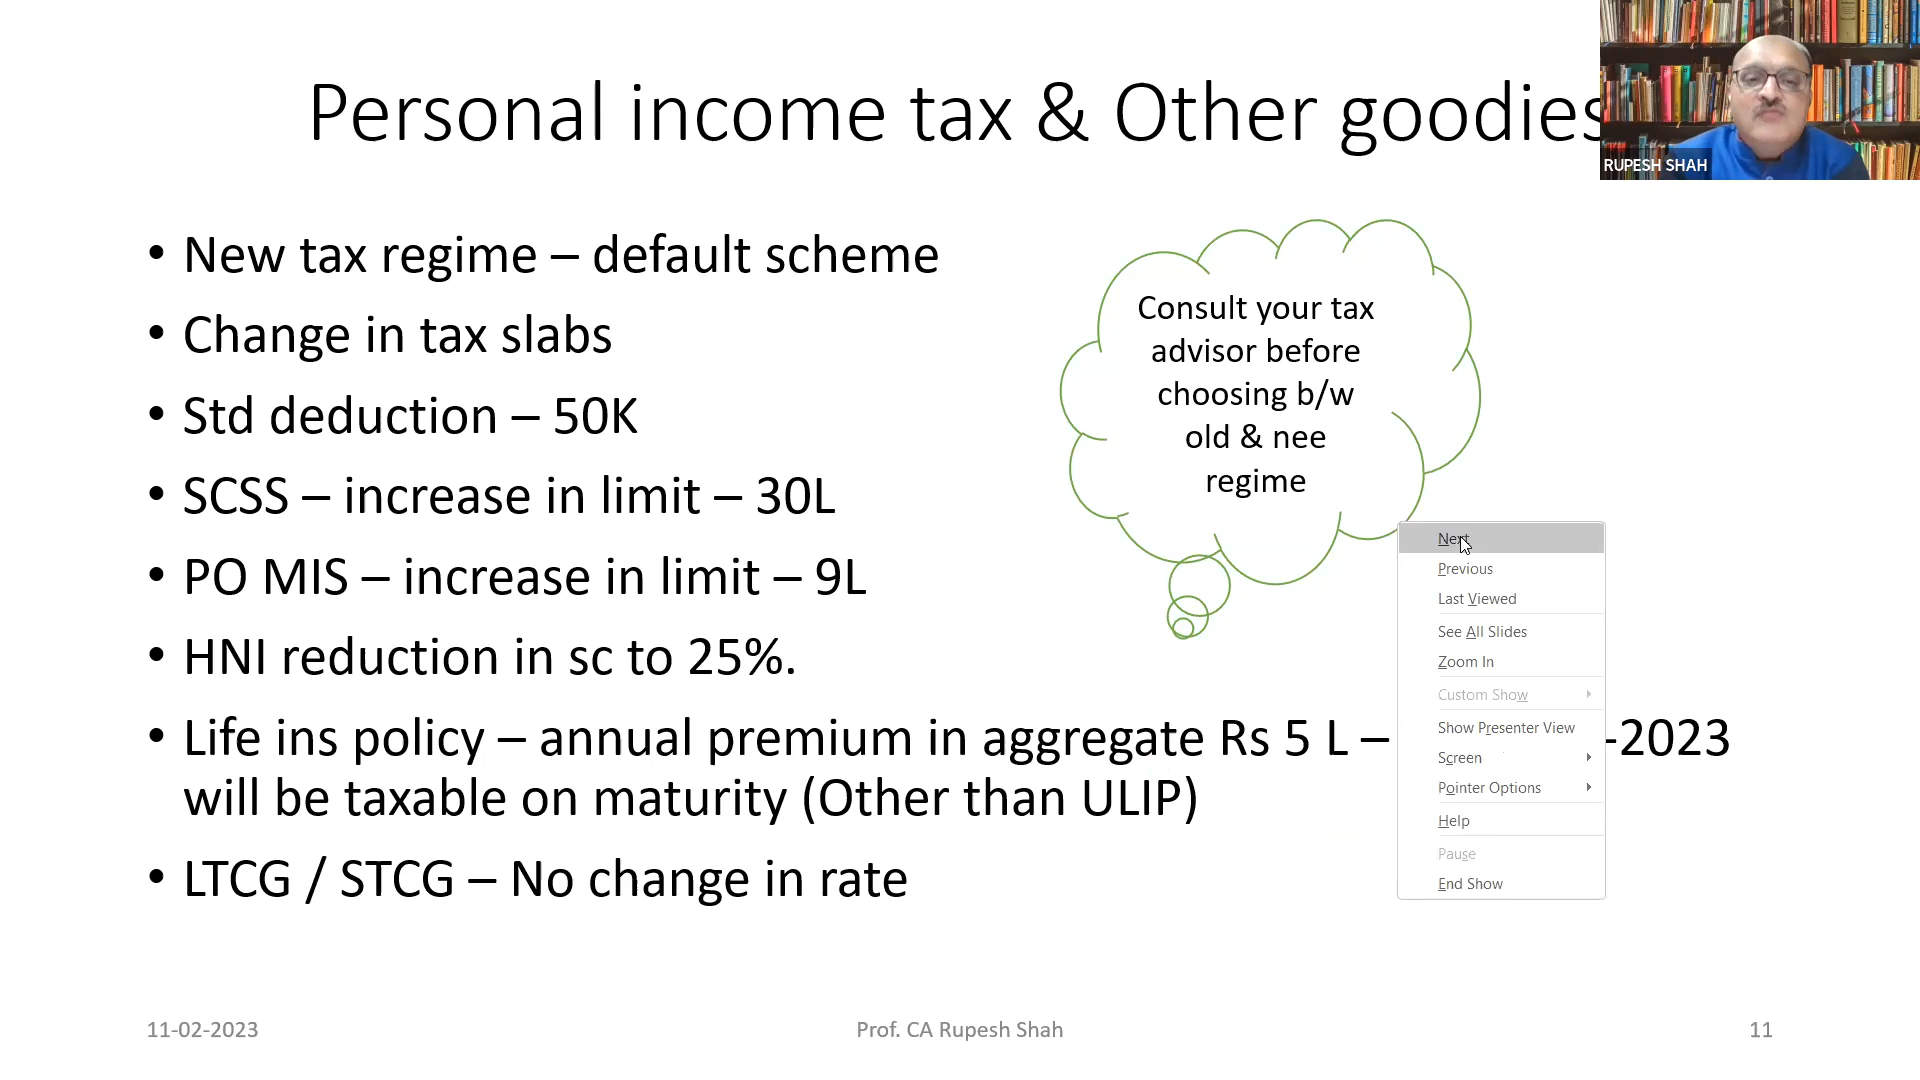 Personal income tax & Other goodies
RUPESH SHAH
• New tax regime – default scheme
• Change in tax slabs
• Std deduction – 50K
• SCSS – increase in limit – 30L
• PO MIS – increase in limit – 9L
• HNI reduction in sc to 25%.
• Life ins policy – annual premium in aggregate Rs 5 L – -2023
will be taxable on maturity (Other than ULIP)
• LTCG / STCG – No change in rate
Consult your tax
advisor before
choosing b/w
old & nee
regime
Next
Previous
Last Viewed
See All Slides
Zoom In
Custom Show
Show Presenter View
Screen
Pointer Options
Help
Pause
End Show
11-02-2023
Prof. CA Rupesh Shah
11